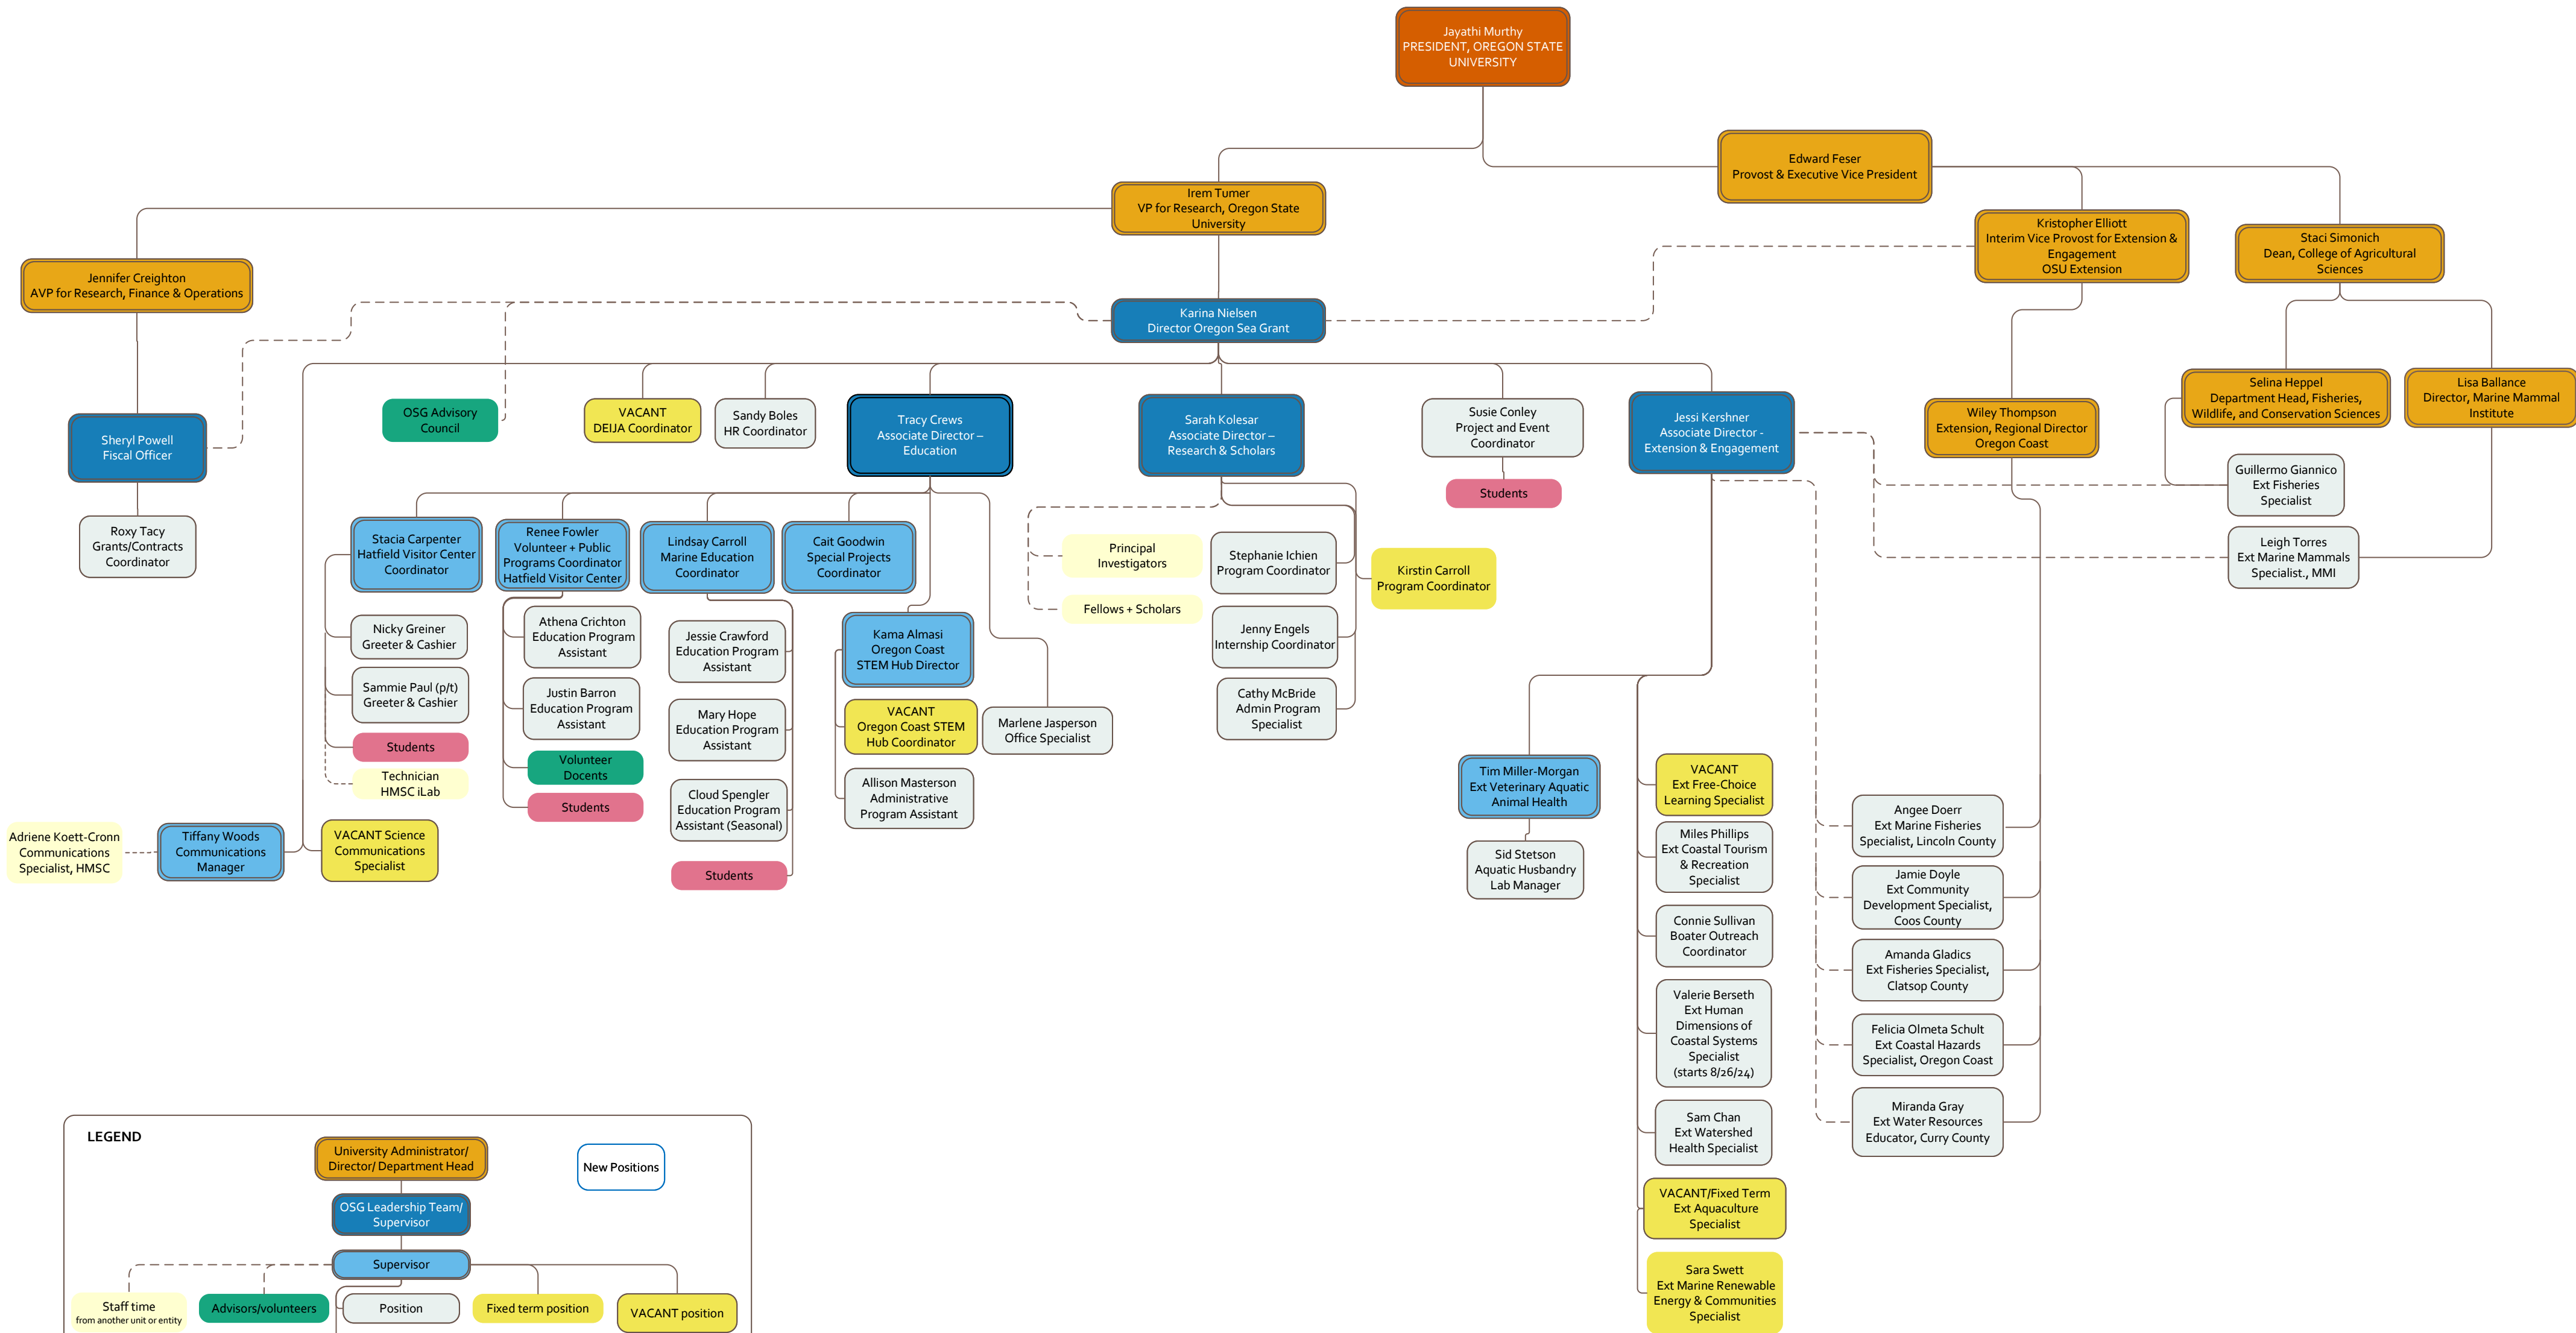 Jayathi Murthy
PRESIDENT, OREGON STATE
UNIVERSITY
Edward Feser
Provost & Executive Vice President
Irem Tumer
VP for Research, Oregon State
University
Kristopher Elliott
Interim Vice Provost for Extension &
Engagement
OSU Extension
Staci Simonich
Dean, College of Agricultural
Sciences
Jennifer Creighton
AVP for Research, Finance & Operations
Karina Nielsen
Director Oregon Sea Grant
Selina Heppel
Department Head, Fisheries,
Wildlife, and Conservation Sciences
Lisa Ballance
Director, Marine Mammal
Institute
Sheryl Powell
Fiscal Officer
OSG Advisory
Council
VACANT
DEIJA Coordinator
Sandy Boles
HR Coordinator
Tracy Crews
Associate Director –
Education
Sarah Kolesar
Associate Director –
Research & Scholars
Susie Conley
Project and Event
Coordinator
Students
Jessi Kershner
Associate Director -
Extension & Engagement
Wiley Thompson
Extension, Regional Director
Oregon Coast
Guillermo Giannico
Ext Fisheries
Specialist
Leigh Torres
Ext Marine Mammals
Specialist., MMI
Roxy Tacy
Grants/Contracts
Coordinator
Stacia Carpenter
Hatfield Visitor Center
Coordinator
Renee Fowler
Volunteer + Public
Programs Coordinator
Hatfield Visitor Center
Lindsay Carroll
Marine Education
Coordinator
Cait Goodwin
Special Projects
Coordinator
Principal
Investigators
Fellows + Scholars
Stephanie Ichien
Program Coordinator
Kirstin Carroll
Program Coordinator
Jenny Engels
Internship Coordinator
Cathy McBride
Admin Program
Specialist
Nicky Greiner
Greeter & Cashier
Sammie Paul (p/t)
Greeter & Cashier
Students
Technician
HMSC iLab
Athena Crichton
Education Program
Assistant
Justin Barron
Education Program
Assistant
Volunteer
Docents
Students
Jessie Crawford
Education Program
Assistant
Mary Hope
Education Program
Assistant
Cloud Spengler
Education Program
Assistant (Seasonal)
Students
Kama Almasi
Oregon Coast
STEM Hub Director
VACANT
Oregon Coast STEM
Hub Coordinator
Allison Masterson
Administrative
Program Assistant
Marlene Jasperson
Office Specialist
Adriene Koett-Cronn
Communications
Specialist, HMSC
Tiffany Woods
Communications
Manager
VACANT Science
Communications
Specialist
Tim Miller-Morgan
Ext Veterinary Aquatic
Animal Health
Sid Stetson
Aquatic Husbandry
Lab Manager
VACANT
Ext Free-Choice
Learning Specialist
Miles Phillips
Ext Coastal Tourism
& Recreation
Specialist
Connie Sullivan
Boater Outreach
Coordinator
Valerie Berseth
Ext Human
Dimensions of
Coastal Systems
Specialist
(starts 8/26/24)
Sam Chan
Ext Watershed
Health Specialist
VACANT/Fixed Term
Ext Aquaculture
Specialist
Sara Swett
Ext Marine Renewable
Energy & Communities
Specialist
Angee Doerr
Ext Marine Fisheries
Specialist, Lincoln County
Jamie Doyle
Ext Community
Development Specialist,
Coos County
Amanda Gladics
Ext Fisheries Specialist,
Clatsop County
Felicia Olmeta Schult
Ext Coastal Hazards
Specialist, Oregon Coast
Miranda Gray
Ext Water Resources
Educator, Curry County
LEGEND
University Administrator/
Director/ Department Head
New Positions
OSG Leadership Team/
Supervisor
Supervisor
Staff time
from another unit or entity
Advisors/volunteers
Position
Fixed term position
VACANT position